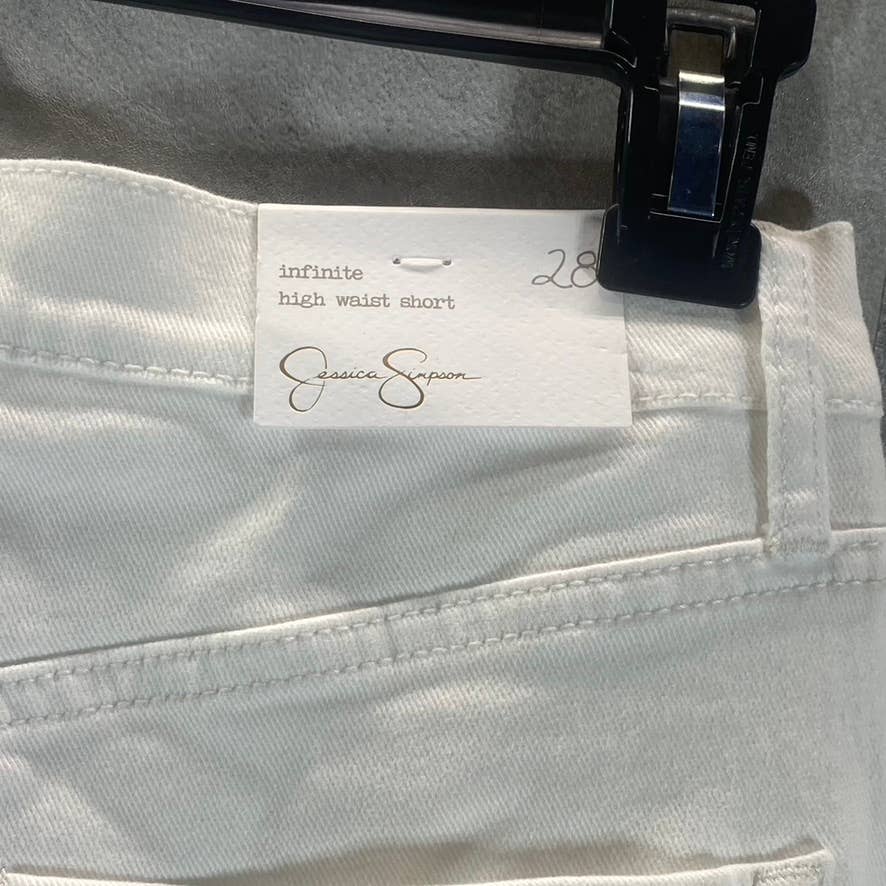 infinite 28
high waist short
Jessica Simpson